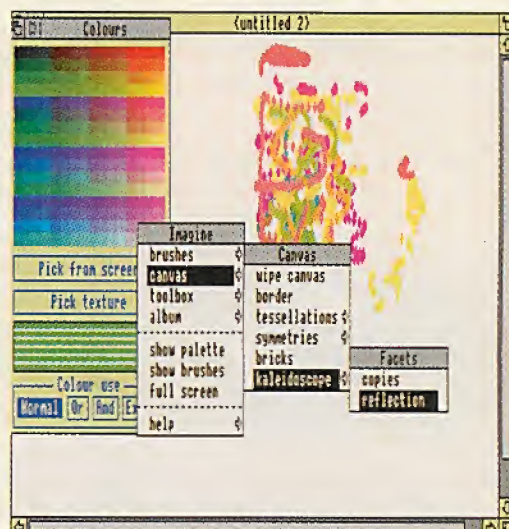 Colours
(untitled 2)
Pick from screen
Pick texture
Colour use
Normal Or And
Imagine
brushes
canvas
toolbox
album
show palette
show brushes
full screen
help
Canvas
wipe canvas
border
tessellations
symmetries
bricks
kaleidoscope
Facets
copies
reflection